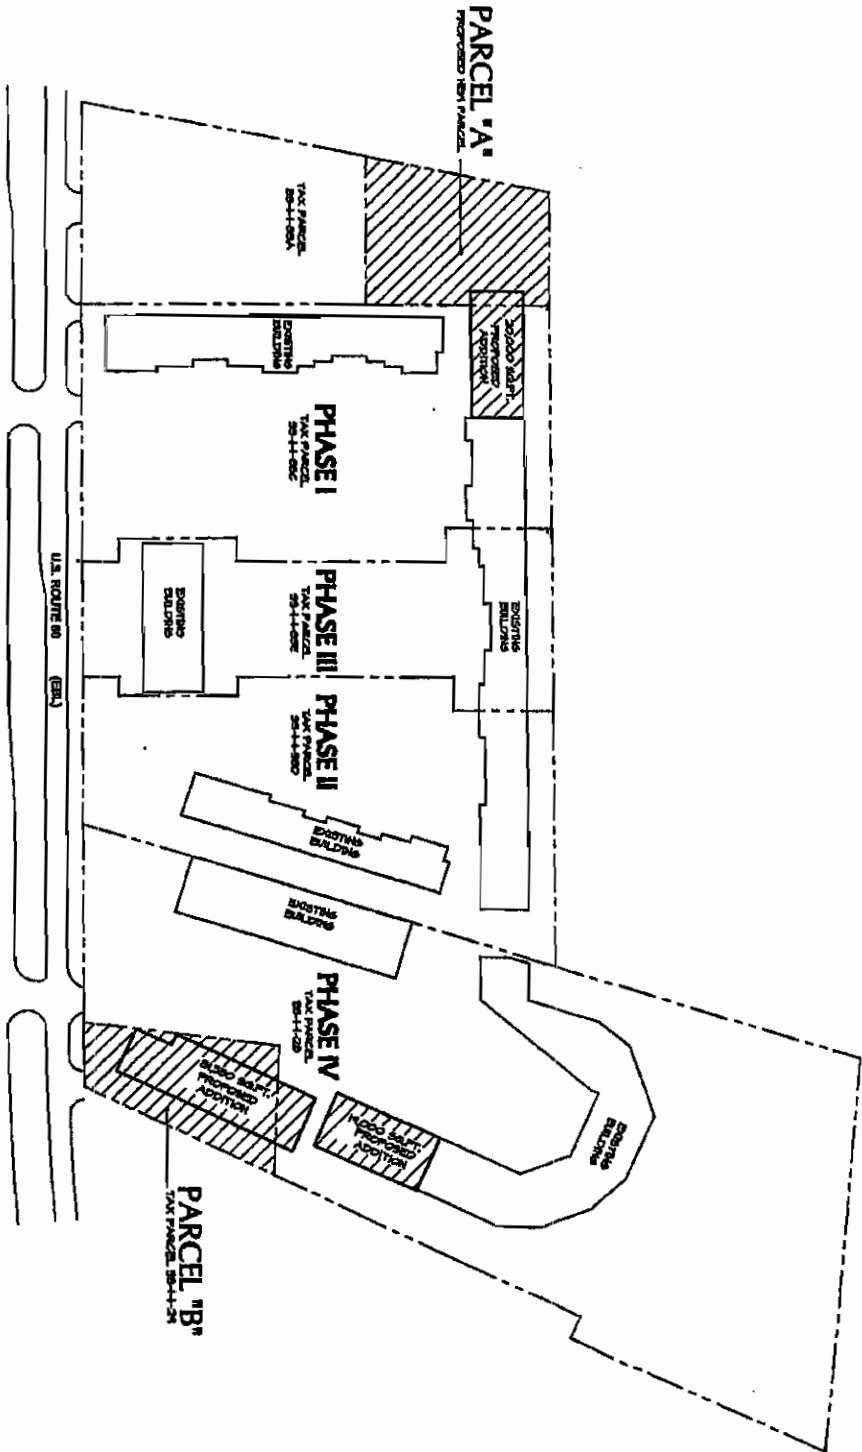 PARCEL "A"
PROPOSED NEW PARCEL
TAX PARCEL
20,000 SQ.FT.
PROPOSED
ADDITION
EXISTING
BUILDING
PHASE I
TAX PARCEL
EXISTING
BUILDING
PHASE III
TAX PARCEL
EXISTING
BUILDING
PHASE II
TAX PARCEL
EXISTING
BUILDING
EXISTING
BUILDING
PHASE IV
TAX PARCEL
EXISTING
BUILDING
SQ.FT.
PROPOSED
ADDITION
SQ.FT.
PROPOSED
ADDITION
PARCEL "B"
TAX PARCEL
U.S. ROUTE 60 (EBL)